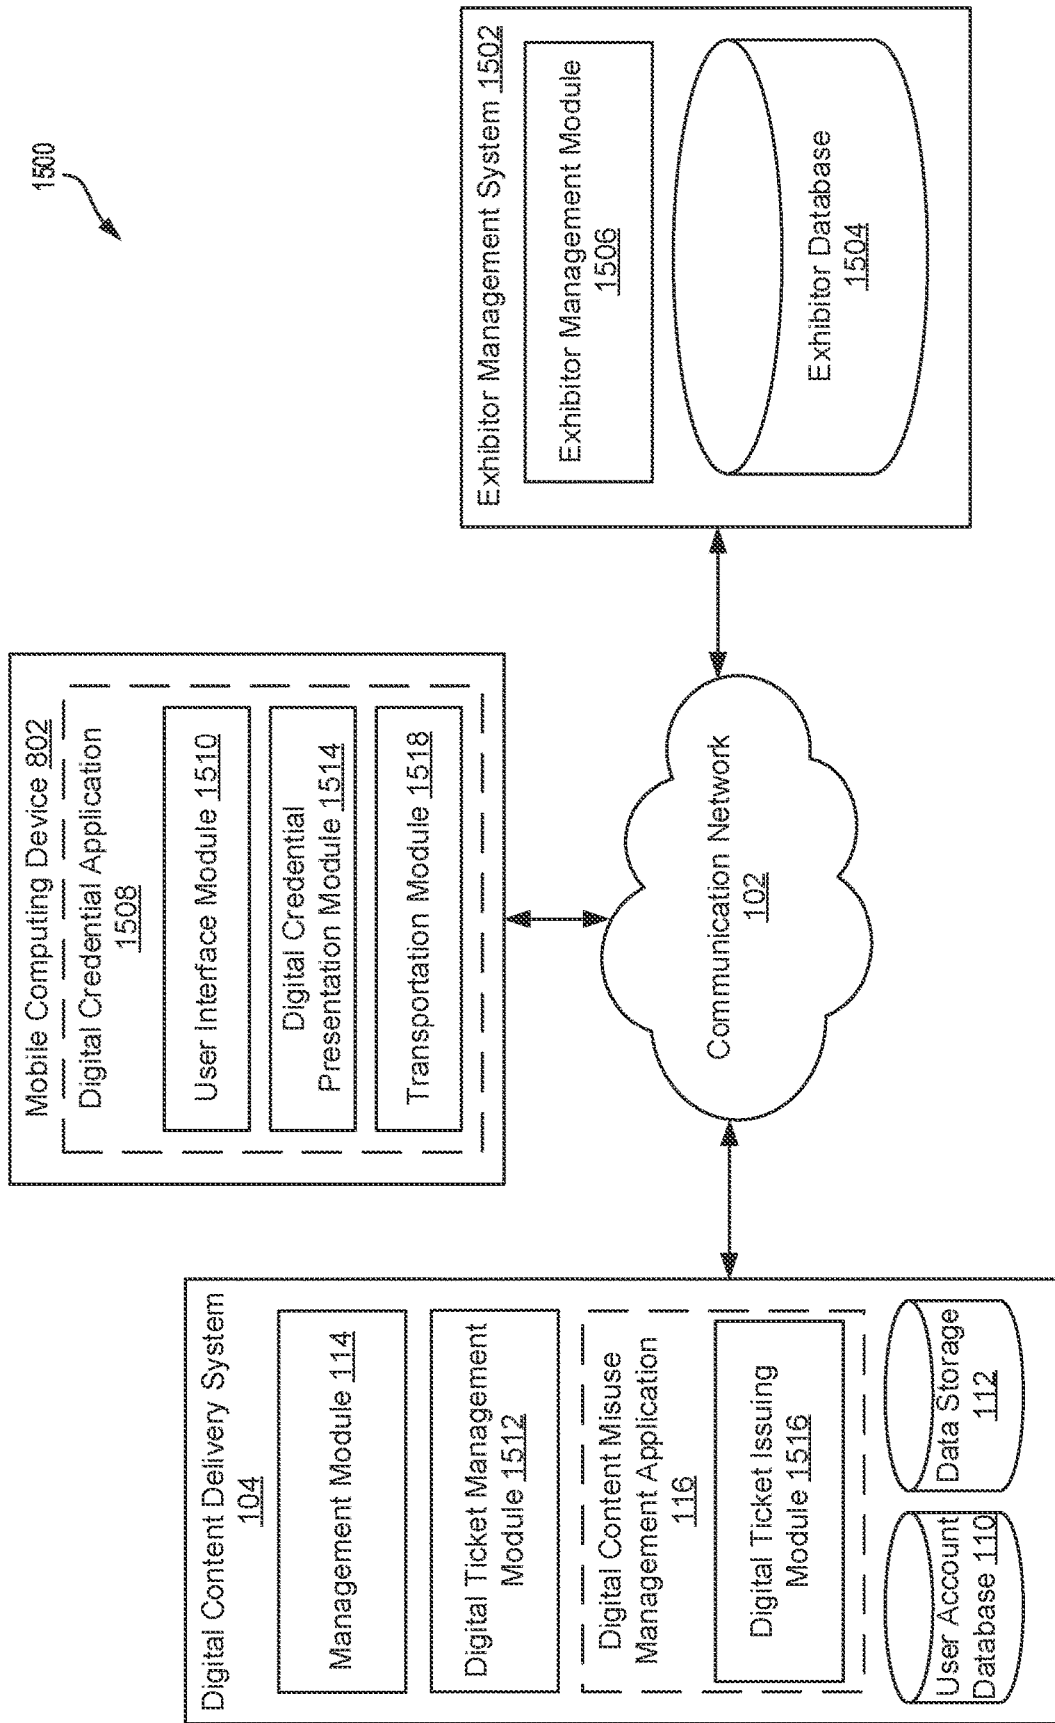 1500
Mobile Computing Device 802
Digital Credential Application
1508
User Interface Module 1510
Digital Credential
Presentation Module 1514
Transportation Module 1518
Digital Content Delivery System
104
Management Module 114
Digital Ticket Management
Module 1512
Digital Content Misuse
Management Application
116
Digital Ticket Issuing
Module 1516
User Account
Database 110
Data Storage
112
Communication Network
102
Exhibitor Management System 1502
Exhibitor Management Module
1506
Exhibitor Database
1504